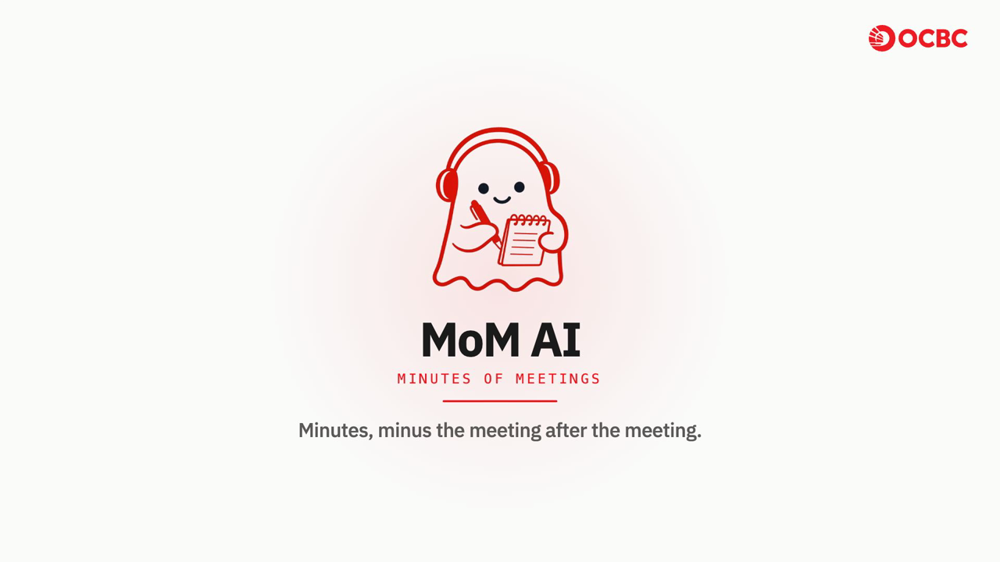 OCBC
MoM AI
MINUTES OF MEETINGS
Minutes, minus the meeting after the meeting.